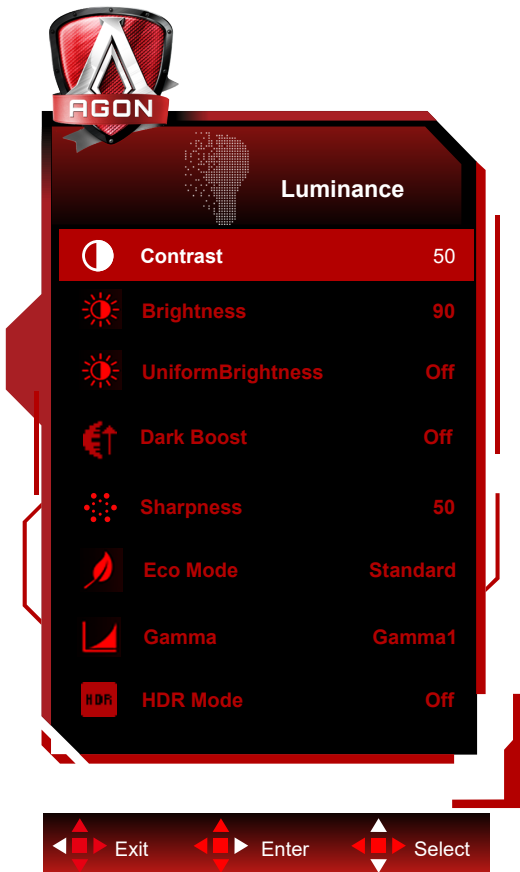 AGON
Luminance
Contrast 50
Brightness 90
UniformBrightness Off
Dark Boost Off
Sharpness 50
Eco Mode Standard
Gamma Gamma1
HDR HDR Mode Off
Exit Enter Select